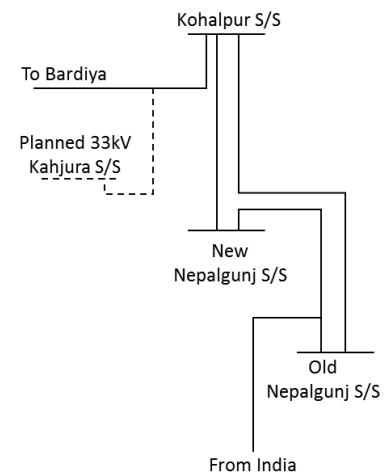 Kohalpur S/S
To Bardiya
Planned 33kV
Kahjura S/S
New
Nepalgunj S/S
Old
Nepalgunj S/S
From India